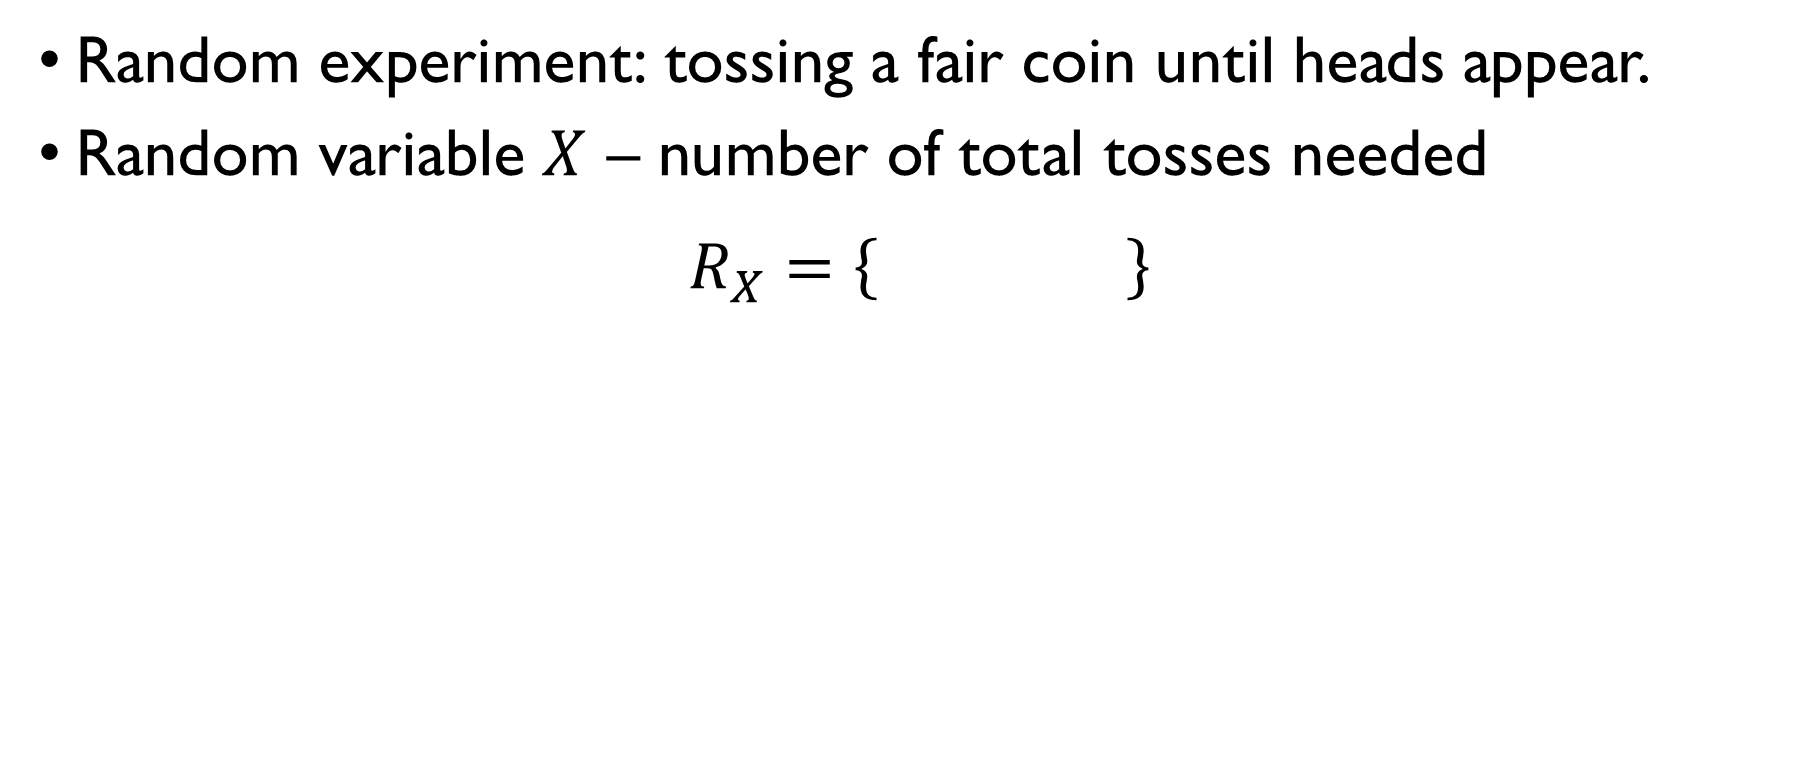 • Random experiment: tossing a fair coin until heads appear.
• Random variable 𝑋 – number of total tosses needed
𝑅_𝑋 = { }